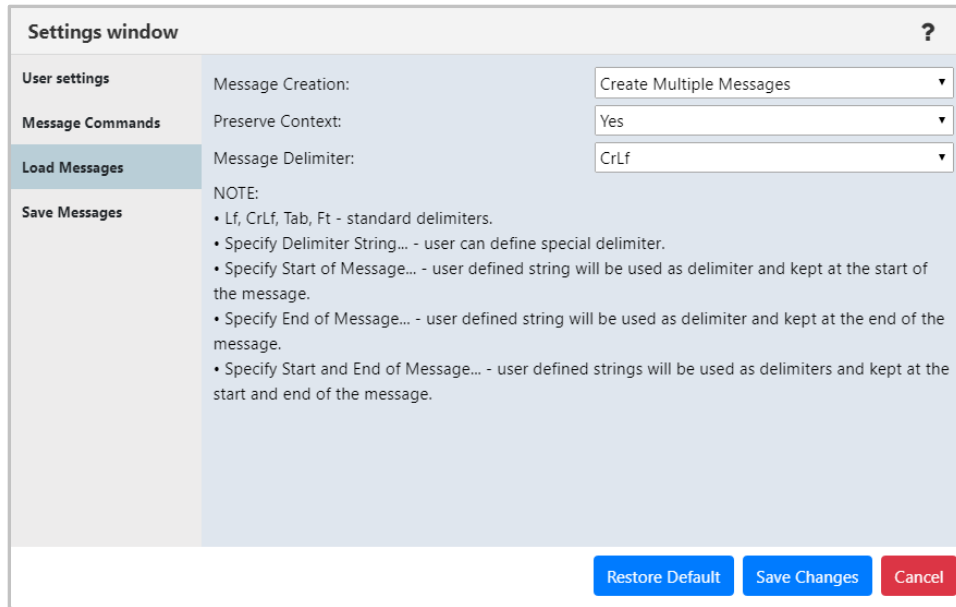 Settings window ?
User settings
Message Commands
Load Messages
Save Messages
Message Creation: Create Multiple Messages
Preserve Context: Yes
Message Delimiter: CrLf
NOTE:
• Lf, CrLf, Tab, Ft - standard delimiters.
• Specify Delimiter String... - user can define special delimiter.
• Specify Start of Message... - user defined string will be used as delimiter and kept at the start of
the message.
• Specify End of Message... - user defined string will be used as delimiter and kept at the end of the
message.
• Specify Start and End of Message... - user defined strings will be used as delimiters and kept at the
start and end of the message.
Restore Default Save Changes Cancel